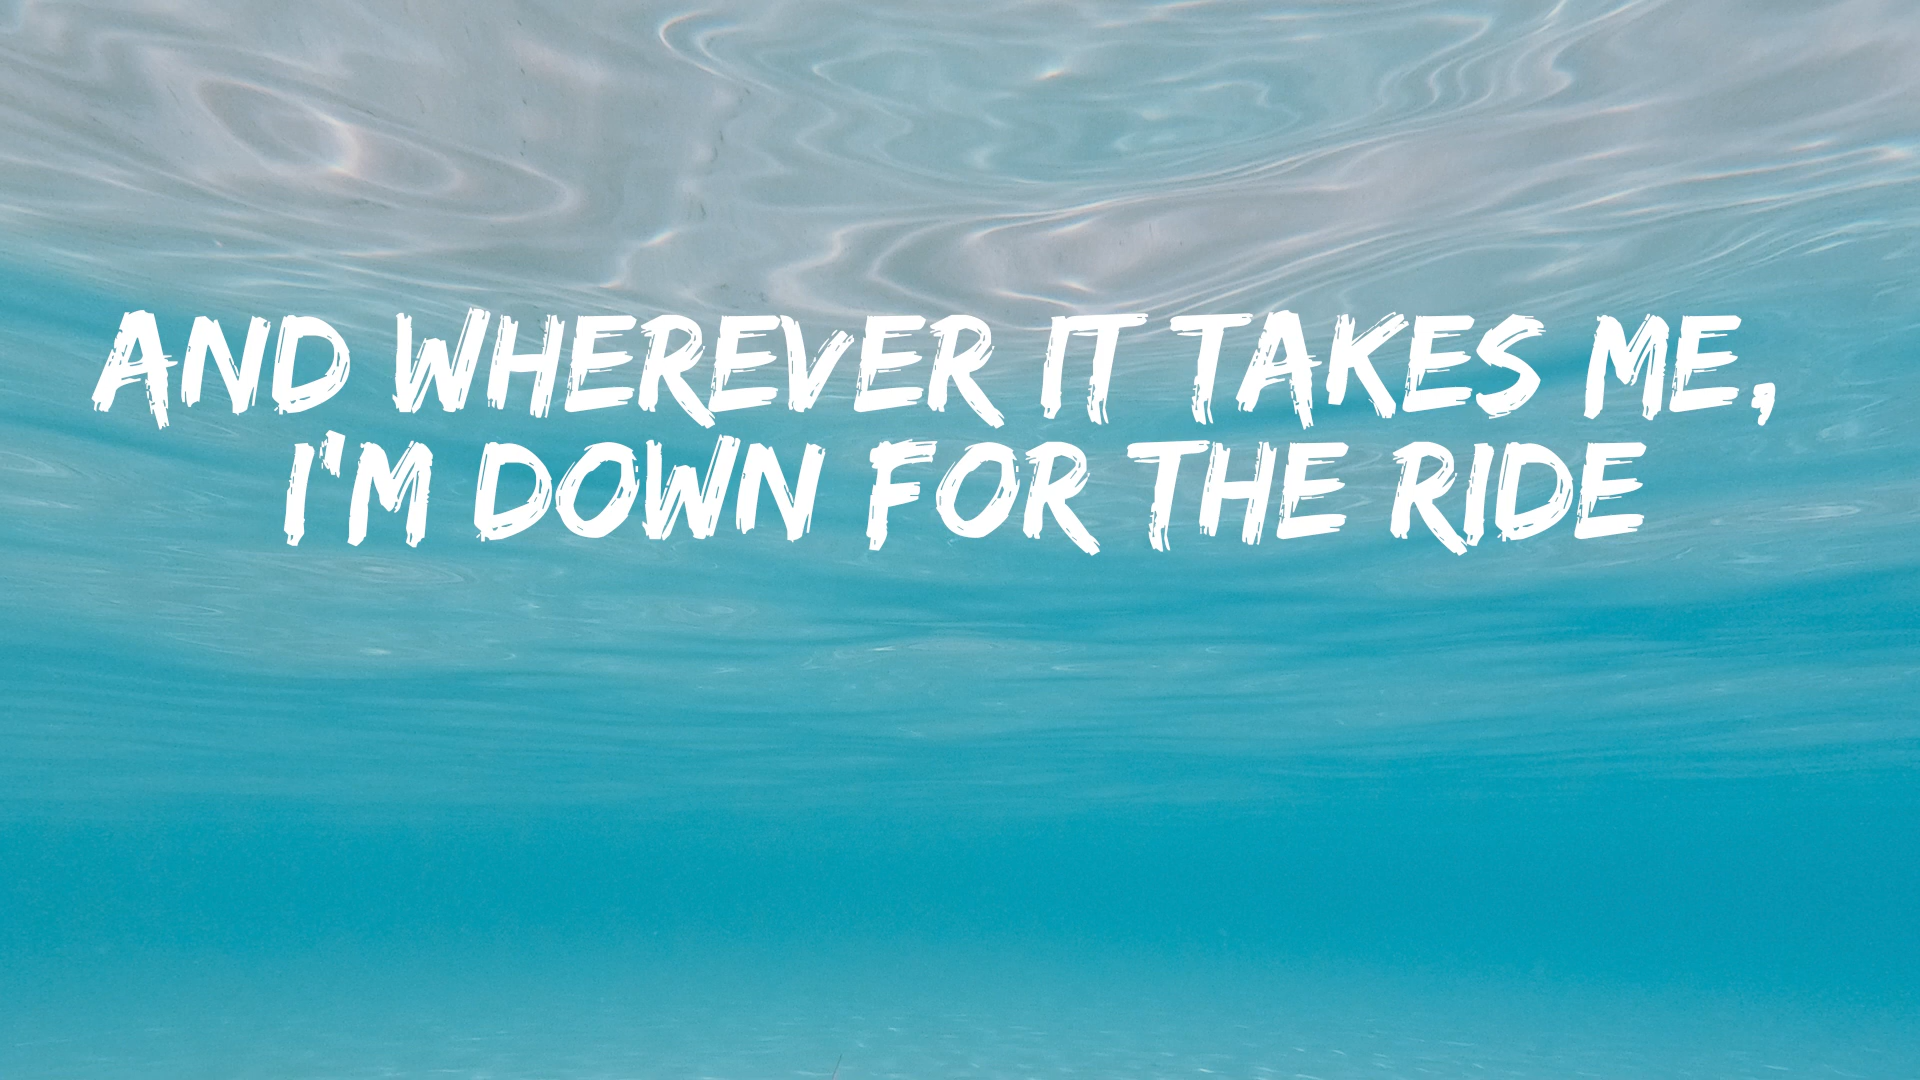 AND WHEREVER IT TAKES ME,
I'M DOWN FOR THE RIDE